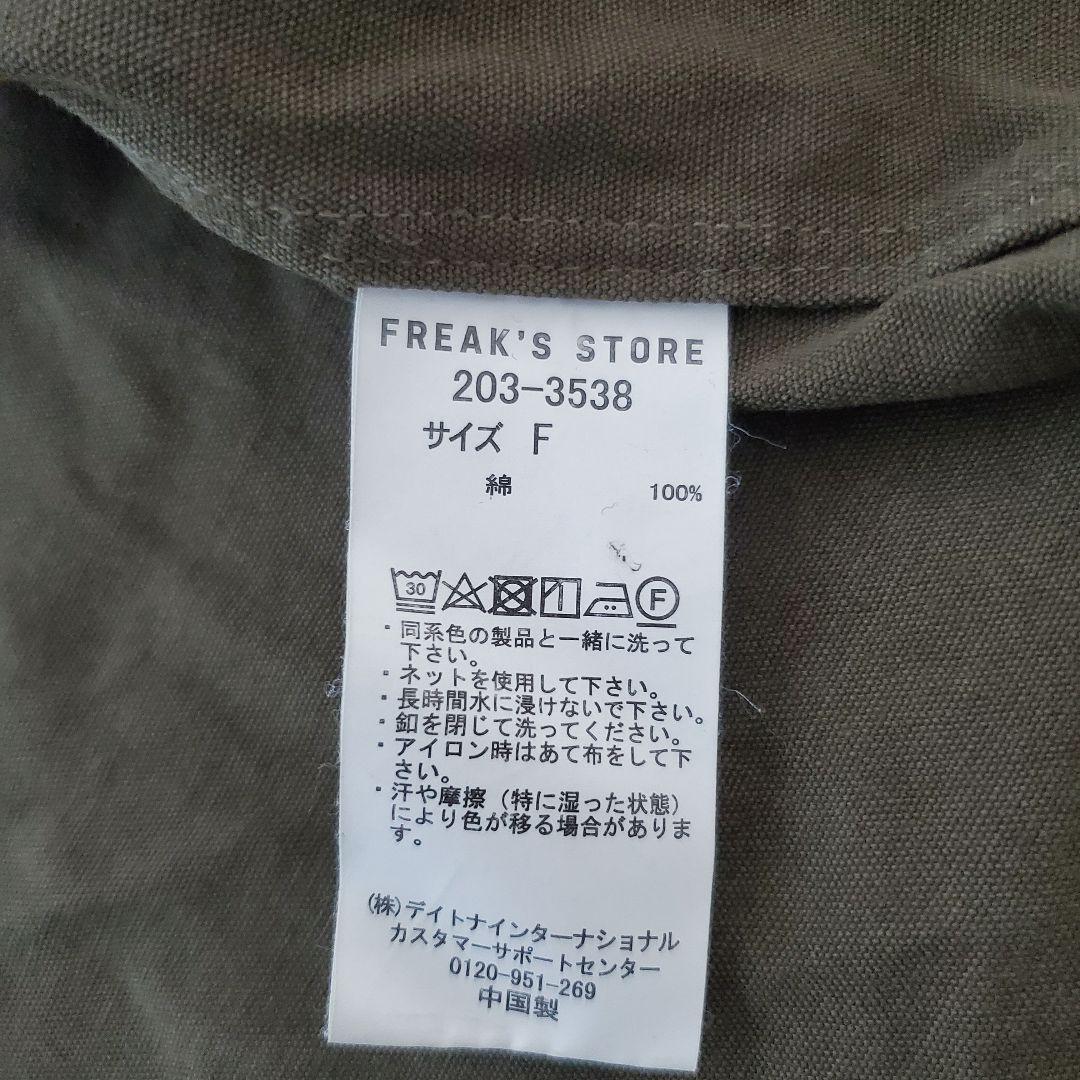 FREAK'S STORE
203-3538
サイズ F
綿 100%
30 F
・同系色の製品と一緒に洗って
下さい。
・ネットを使用して下さい。
・長時間水に浸けないで下さい。
・釦を閉じて洗ってください。
・アイロン時はあて布をして下
さい。
・汗や摩擦（特に湿った状態）
により色が移る場合がありま
す。
(株)デイトナインターナショナル
カスタマーサポートセンター
0120-951-269
中国製